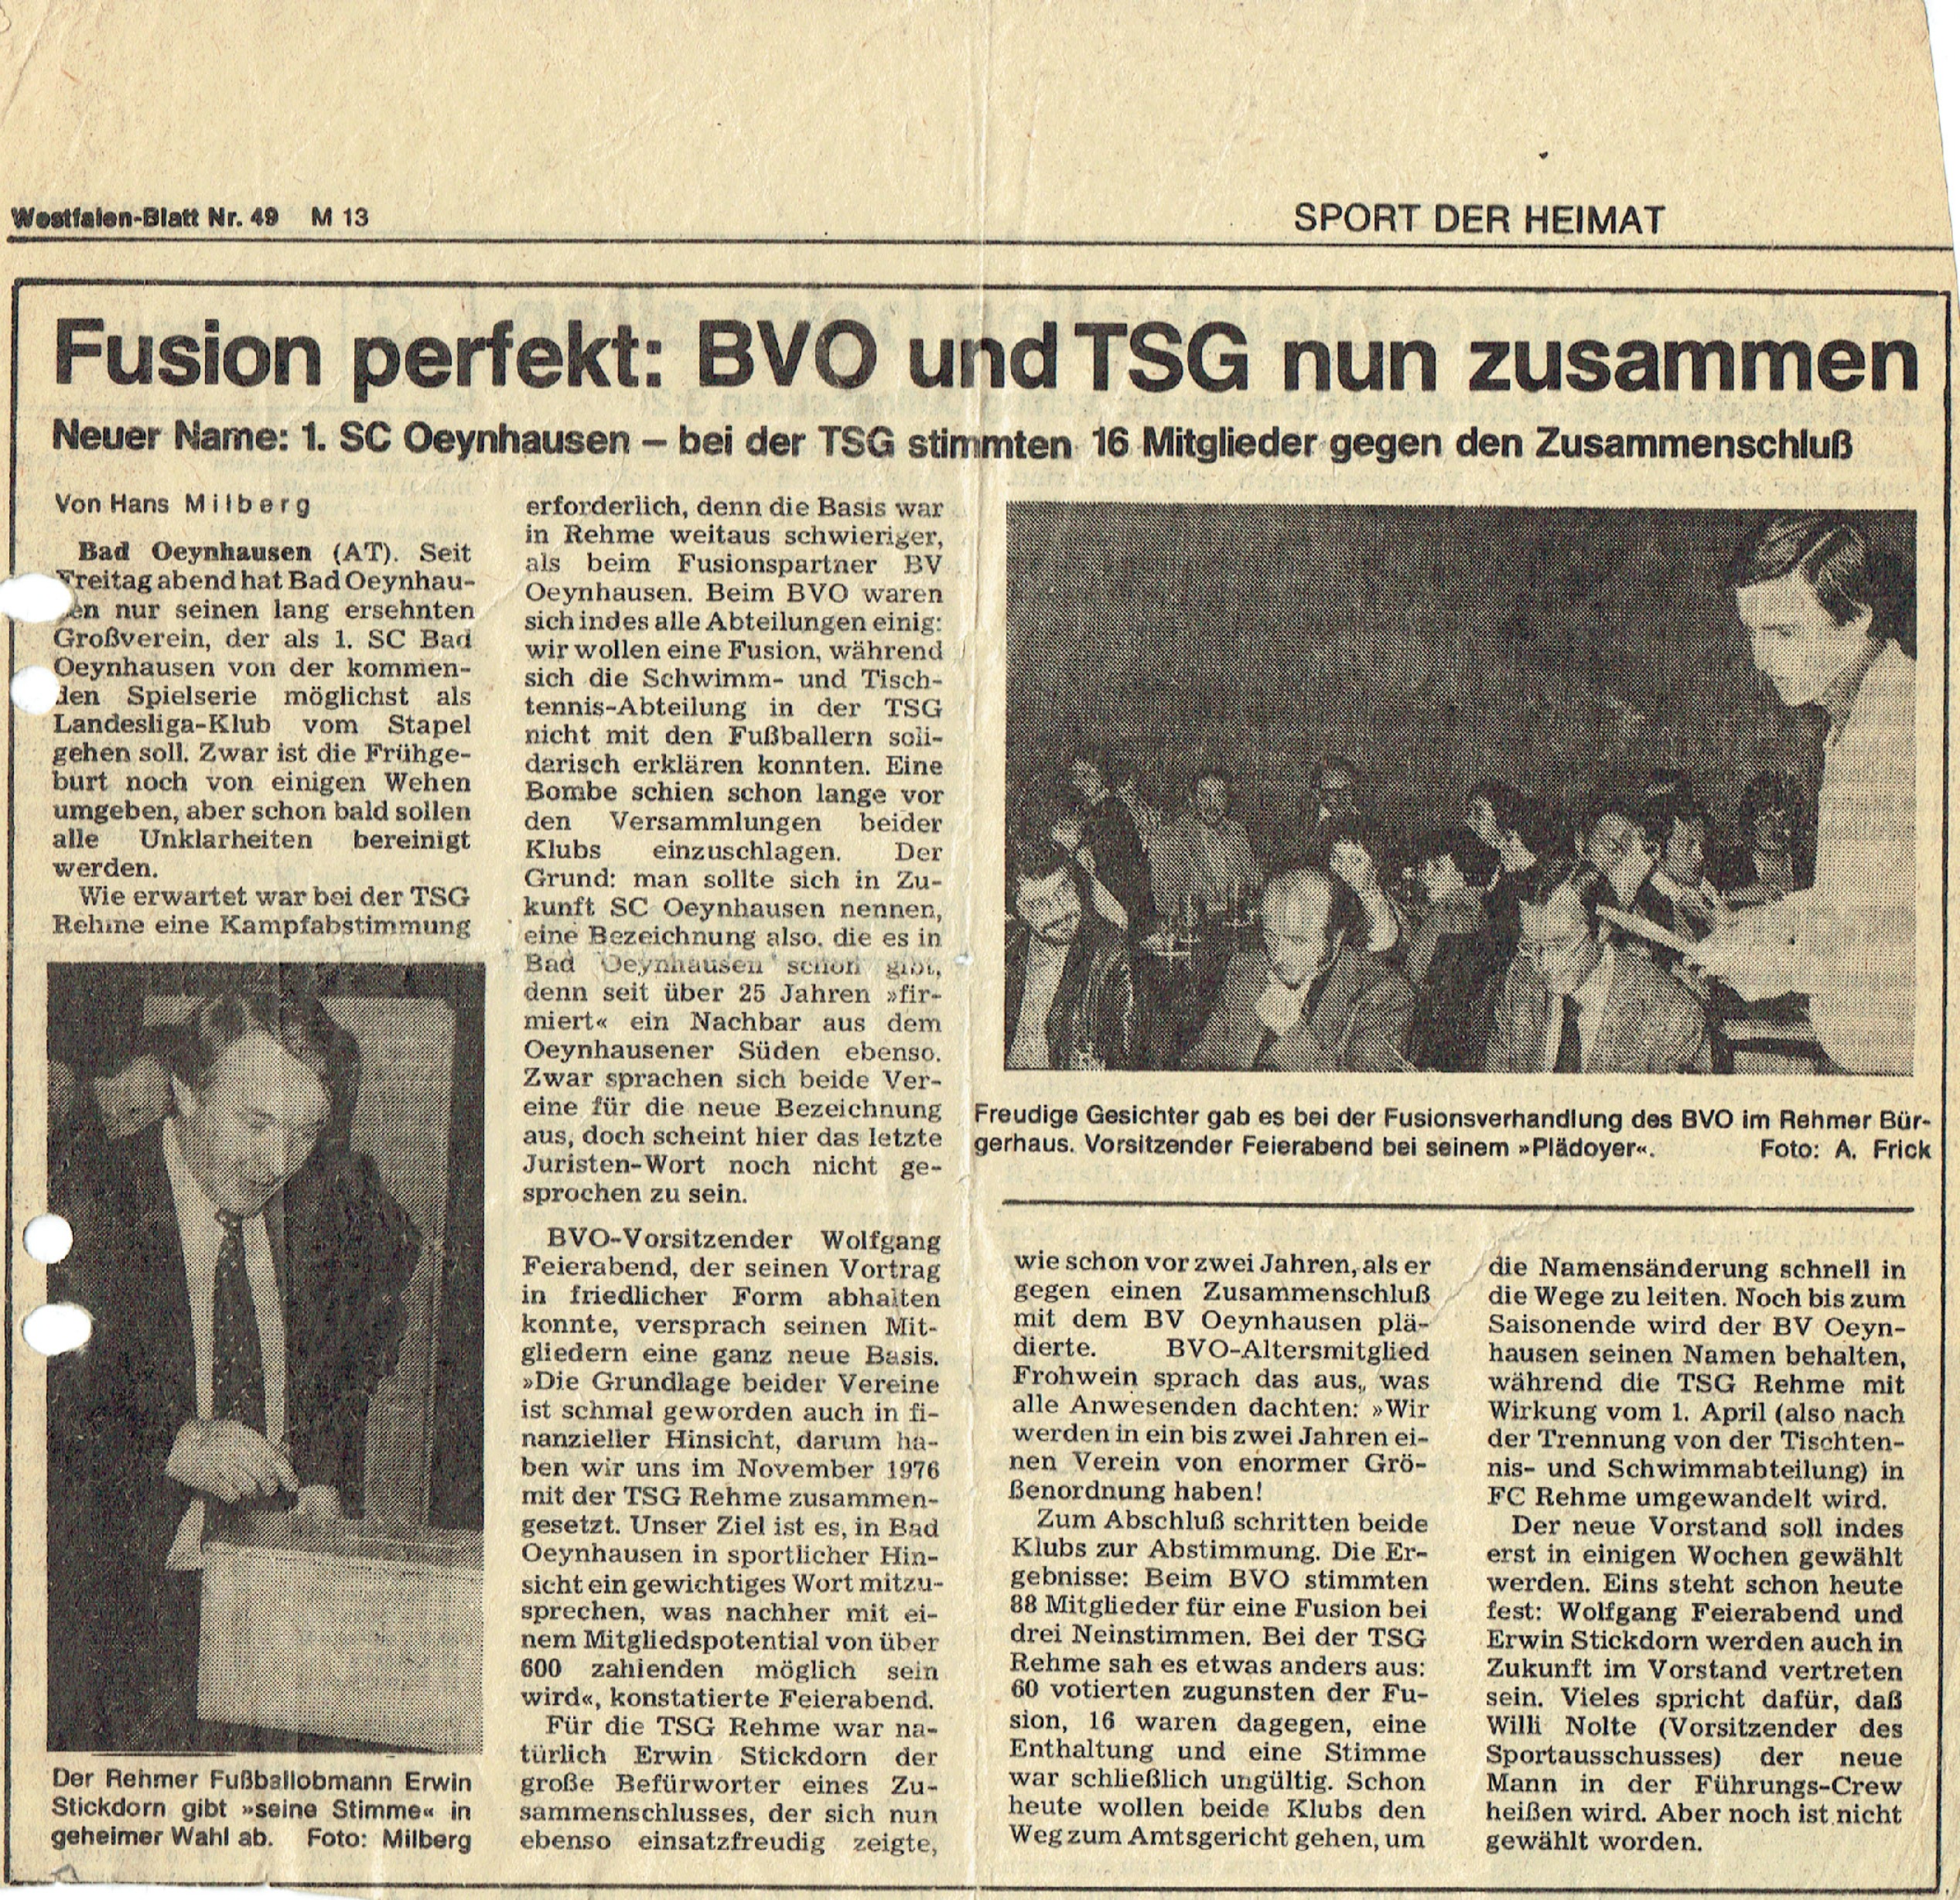 Westfalen-Blatt Nr. 49 M 13
SPORT DER HEIMAT
Fusion perfekt: BVO und TSG nun zusammen
Neuer Name: 1. SC Oeynhausen – bei der TSG stimmten 16 Mitglieder gegen den Zusammenschluß
Von Hans Milberg
Bad Oeynhausen (AT). Seit
Freitag abend hat Bad Oeynhau-
sen nur seinen lang ersehnten
Großverein, der als 1. SC Bad
Oeynhausen von der kommen-
den Spielserie möglichst als
Landesliga-Klub vom Stapel
gehen soll. Zwar ist die Frühge-
burt noch von einigen Wehen
umgeben, aber schon bald sollen
alle Unklarheiten bereinigt
werden.
Wie erwartet war bei der TSG
Rehme eine Kampfabstimmung
Der Rehmer Fußballobmann Erwin
Stickdorn gibt »seine Stimme« in
geheimer Wahl ab. Foto: Milberg
erforderlich, denn die Basis war
in Rehme weitaus schwieriger,
als beim Fusionspartner BV
Oeynhausen. Beim BVO waren
sich indes alle Abteilungen einig:
wir wollen eine Fusion, während
sich die Schwimm- und Tisch-
tennis-Abteilung in der TSG
nicht mit den Fußballern soli-
darisch erklären konnten. Eine
Bombe schien schon lange vor
den Versammlungen beider
Klubs einzuschlagen. Der
Grund: man sollte sich in Zu-
kunft SC Oeynhausen nennen,
eine Bezeichnung also, die es in
Bad Oeynhausen schon gibt,
denn seit über 25 Jahren »fir-
miert« ein Nachbar aus dem
Oeynhausener Süden ebenso.
Zwar sprachen sich beide Ver-
eine für die neue Bezeichnung
aus, doch scheint hier das letzte
Juristen-Wort noch nicht ge-
sprochen zu sein.
BVO-Vorsitzender Wolfgang
Feierabend, der seinen Vortrag
in friedlicher Form abhalten
konnte, versprach seinen Mit-
gliedern eine ganz neue Basis.
»Die Grundlage beider Vereine
ist schmal geworden auch in fi-
nanzieller Hinsicht, darum ha-
ben wir uns im November 1976
mit der TSG Rehme zusammen-
gesetzt. Unser Ziel ist es, in Bad
Oeynhausen in sportlicher Hin-
sicht ein gewichtiges Wort mitzu-
sprechen, was nachher mit ei-
nem Mitgliedspotential von über
600 zahlenden möglich sein
wird«, konstatierte Feierabend.
Für die TSG Rehme war na-
türlich Erwin Stickdorn der
große Befürworter eines Zu-
sammenschlusses, der sich nun
ebenso einsatzfreudig zeigte,
Freudige Gesichter gab es bei der Fusionsverhandlung des BVO im Rehmer Bür-
gerhaus. Vorsitzender Feierabend bei seinem »Plädoyer«. Foto: A. Frick
wie schon vor zwei Jahren, als er
gegen einen Zusammenschluß
mit dem BV Oeynhausen plä-
dierte. BVO-Altersmitglied
Frohwein sprach das aus, was
alle Anwesenden dachten: »Wir
werden in ein bis zwei Jahren ei-
nen Verein von enormer Grö-
ßenordnung haben!
Zum Abschluß schritten beide
Klubs zur Abstimmung. Die Er-
gebnisse: Beim BVO stimmten
88 Mitglieder für eine Fusion bei
drei Neinstimmen. Bei der TSG
Rehme sah es etwas anders aus:
60 votierten zugunsten der Fu-
sion, 16 waren dagegen, eine
Enthaltung und eine Stimme
war schließlich ungültig. Schon
heute wollen beide Klubs den
Weg zum Amtsgericht gehen, um
die Namensänderung schnell in
die Wege zu leiten. Noch bis zum
Saisonende wird der BV Oeyn-
hausen seinen Namen behalten,
während die TSG Rehme mit
Wirkung vom 1. April (also nach
der Trennung von der Tischten-
nis- und Schwimmabteilung) in
FC Rehme umgewandelt wird.
Der neue Vorstand soll indes
erst in einigen Wochen gewählt
werden. Eins steht schon heute
fest: Wolfgang Feierabend und
Erwin Stickdorn werden auch in
Zukunft im Vorstand vertreten
sein. Vieles spricht dafür, daß
Willi Nolte (Vorsitzender des
Sportausschusses) der neue
Mann in der Führungs-Crew
heißen wird. Aber noch ist nicht
gewählt worden.